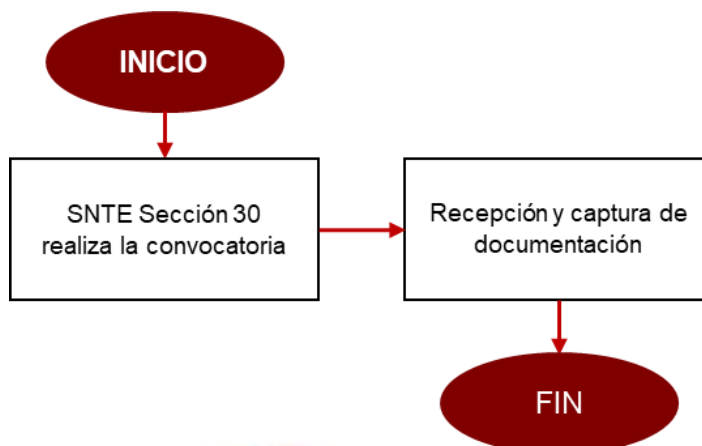 INICIO
SNTE Sección 30
realiza la convocatoria
Recepción y captura de
documentación
FIN